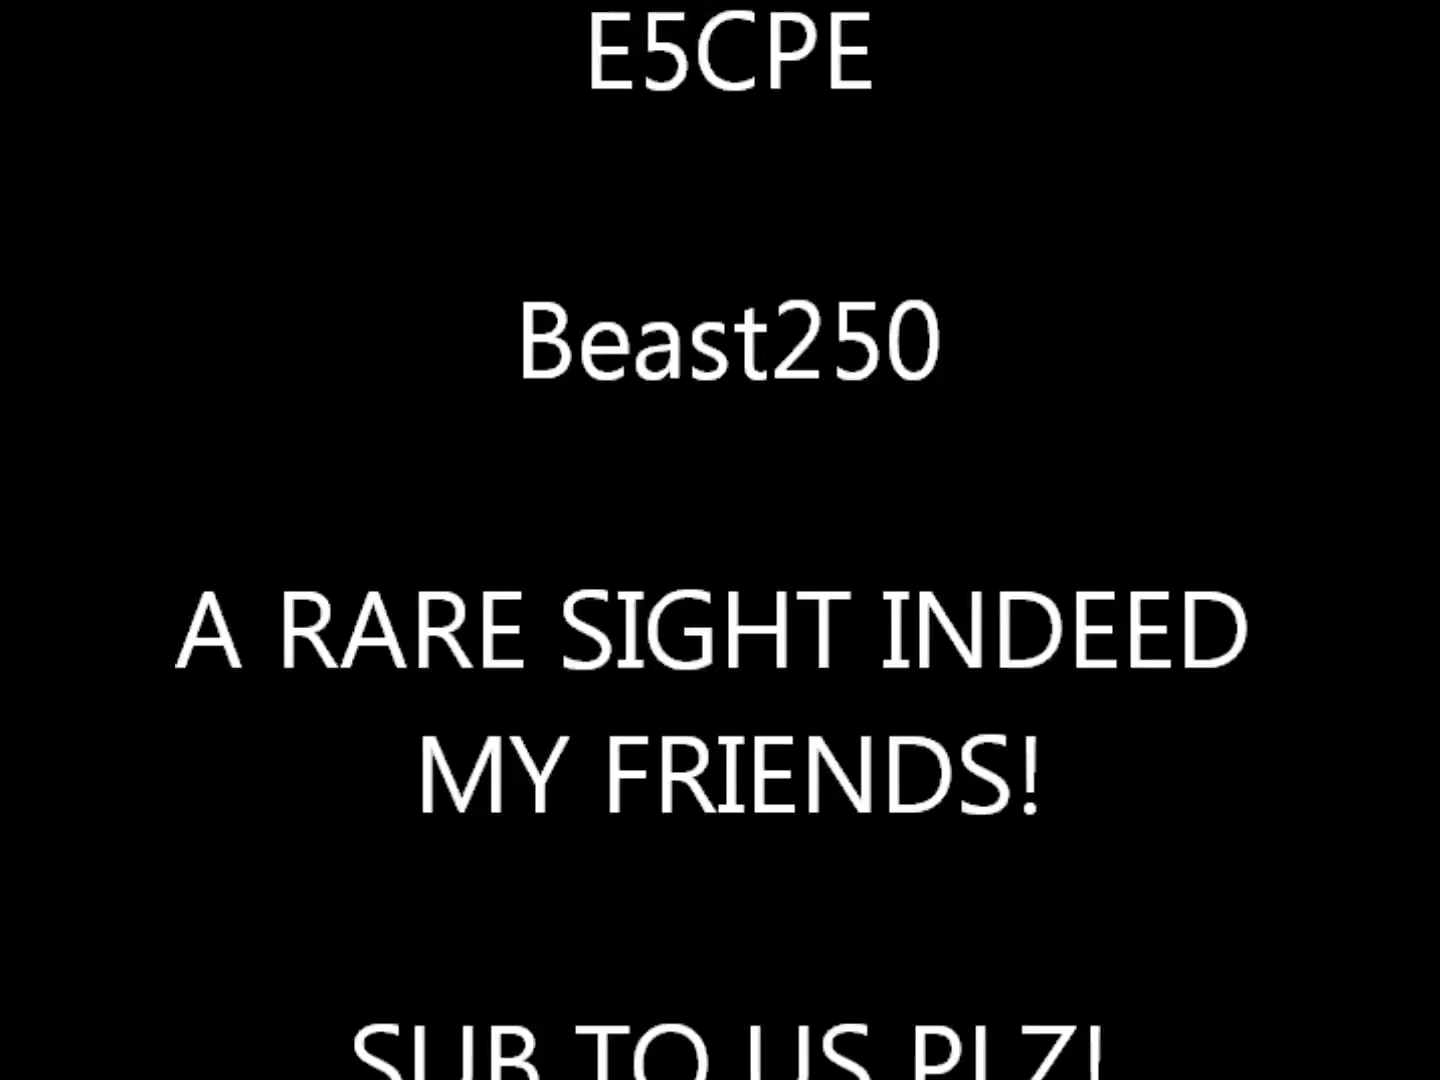 E5CPE
Beast250
A RARE SIGHT INDEED
MY FRIENDS!
SUB TO US PLZ!